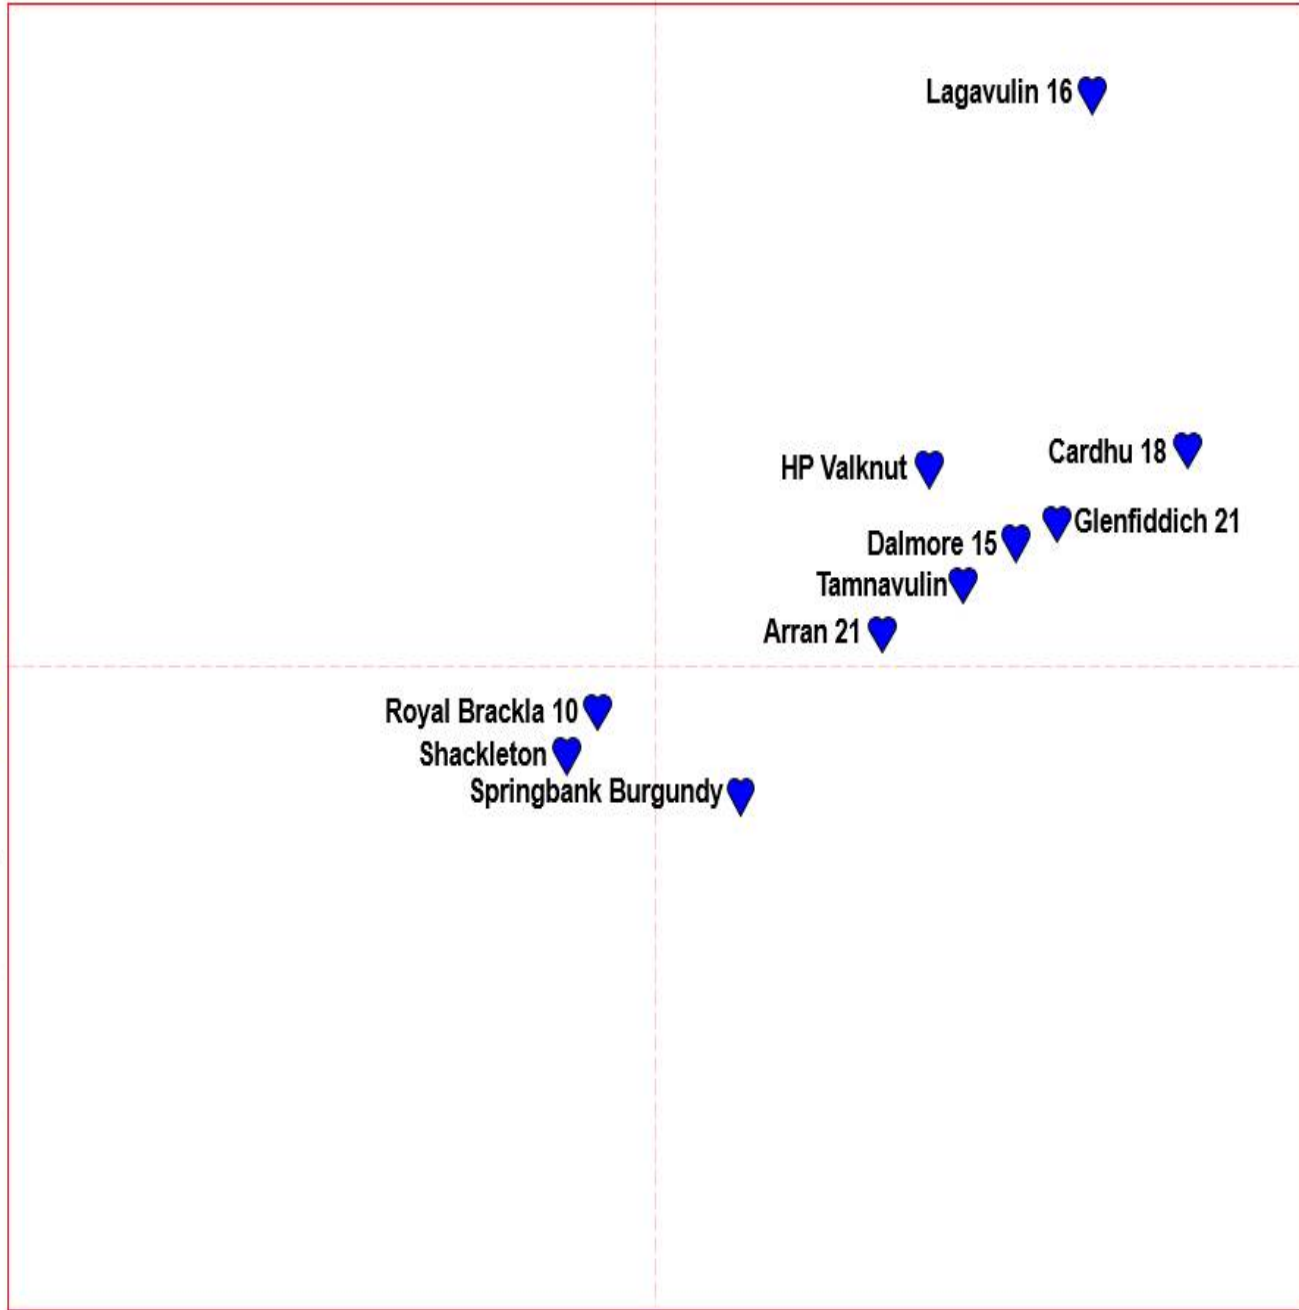 Lagavulin 16
Cardhu 18
HP Valknut
Glenfiddich 21
Dalmore 15
Tamnavulin
Arran 21
Royal Brackla 10
Shackleton
Springbank Burgundy